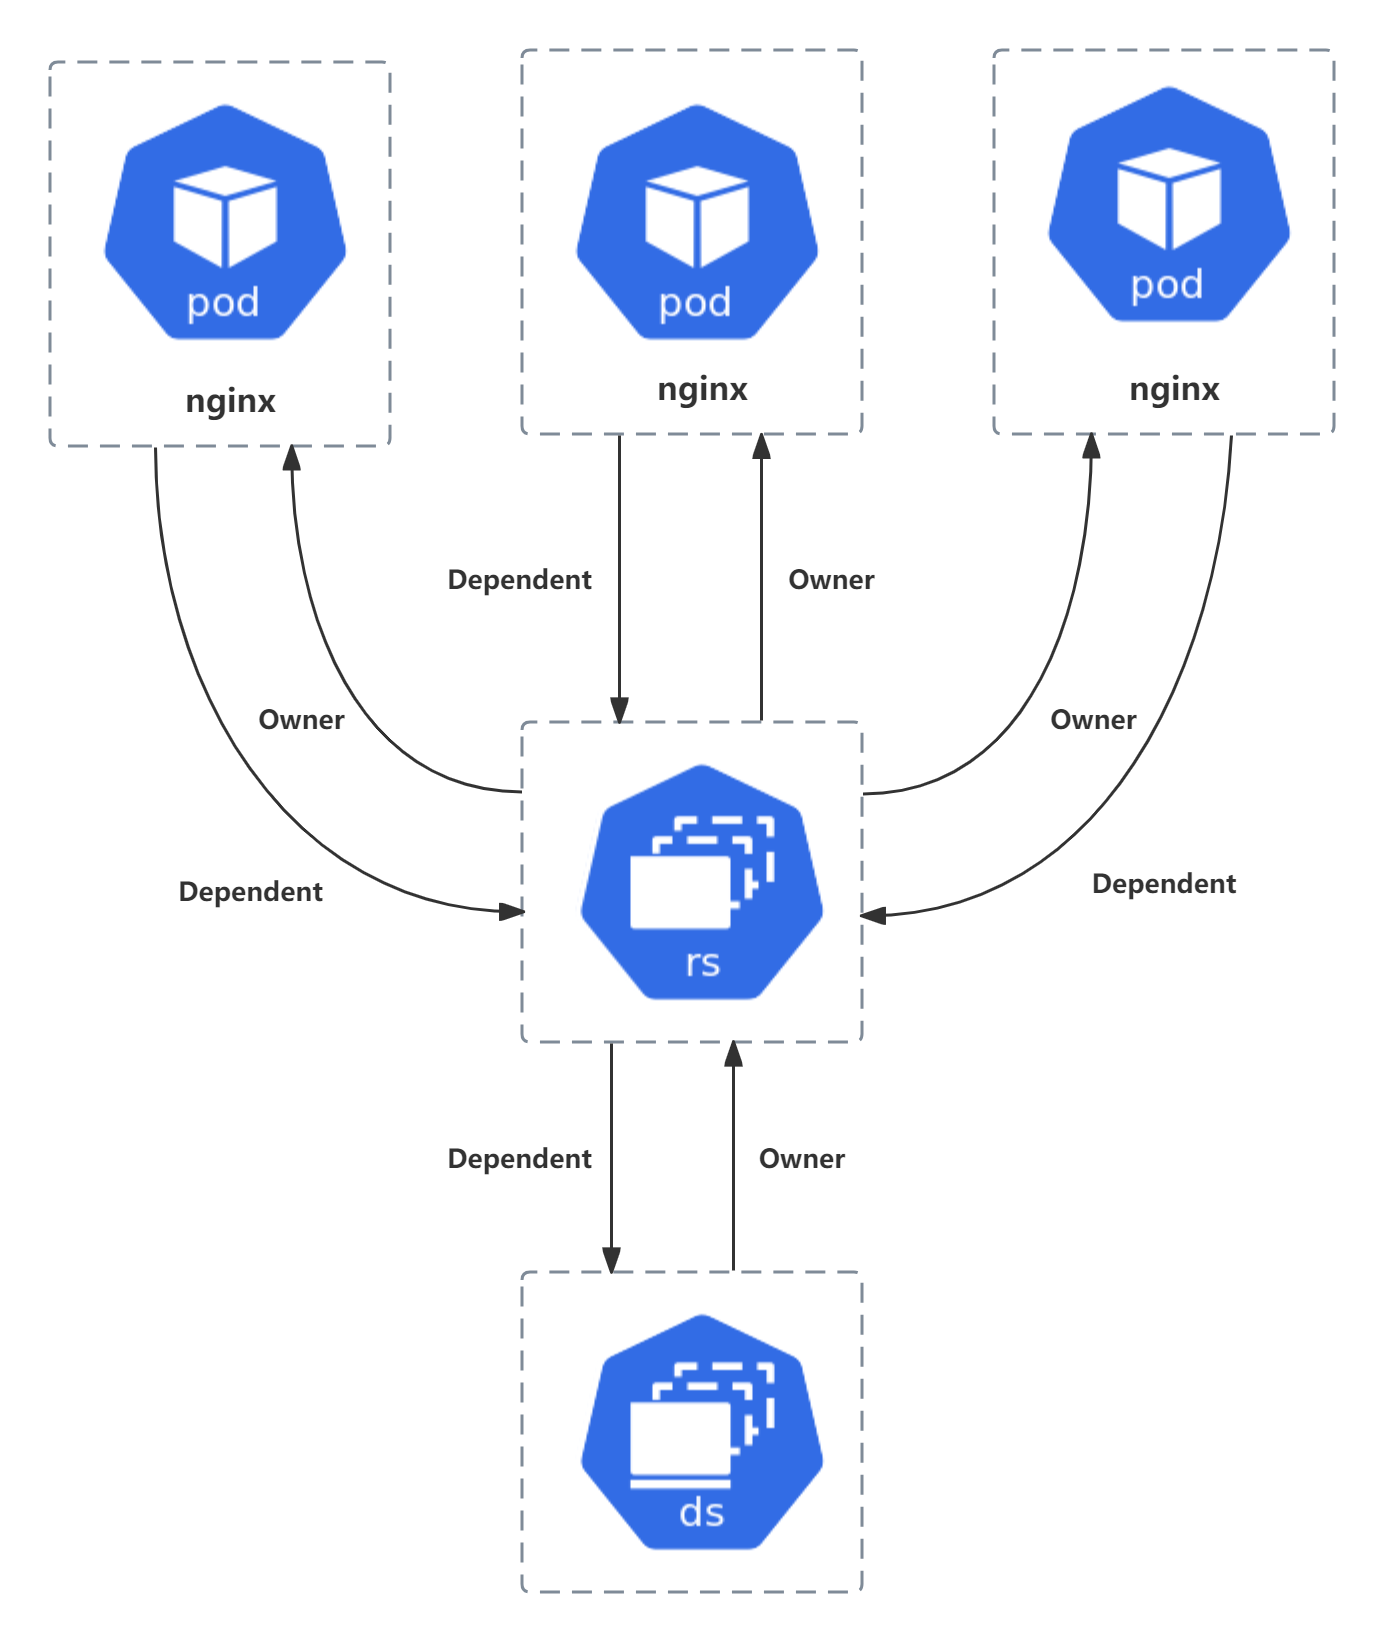 pod
pod
pod
nginx
nginx
nginx
Dependent
Owner
Owner
Owner
Dependent
Dependent
rs
Dependent
Owner
ds